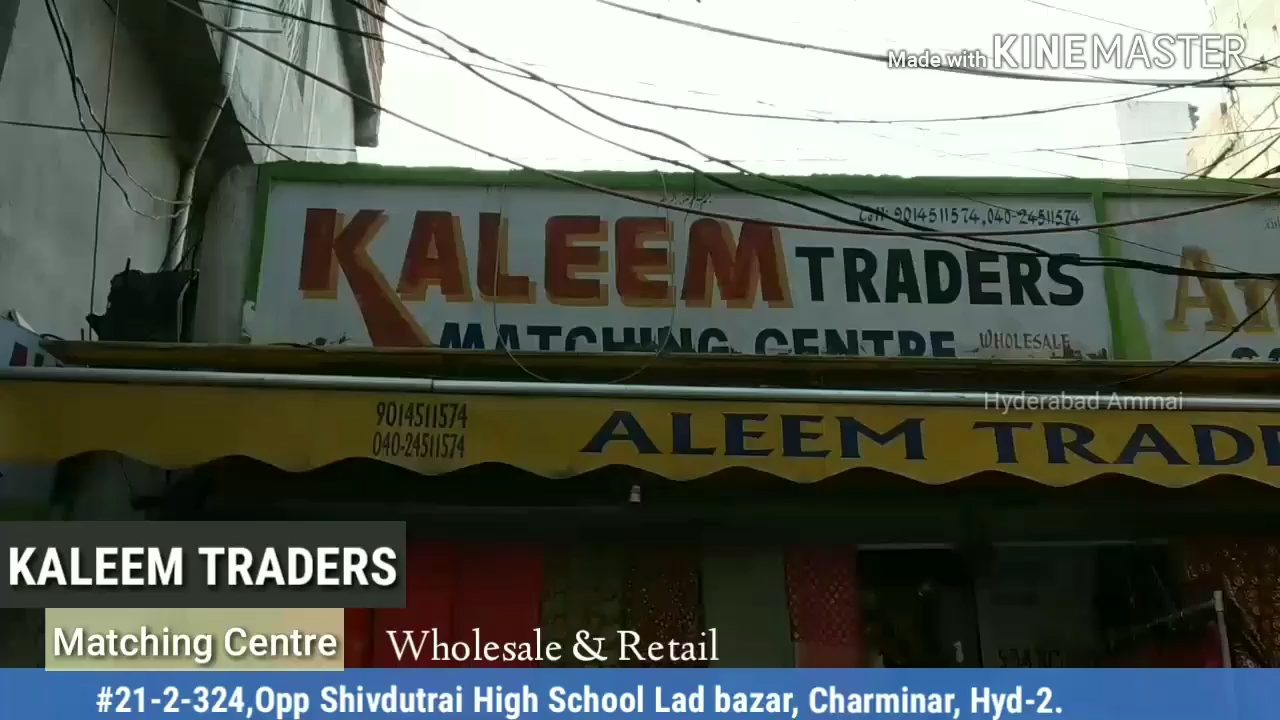 Made with KINEMASTER
Call: 9014511574,040-24511574
KALEEM TRADERS
MATCHING CENTRE WHOLESALE
Hyderabad Ammai
9014511574
040-24511574
ALEEM TRADE
KALEEM TRADERS
Matching Centre
Wholesale & Retail
#21-2-324,Opp Shivdutrai High School Lad bazar, Charminar, Hyd-2.